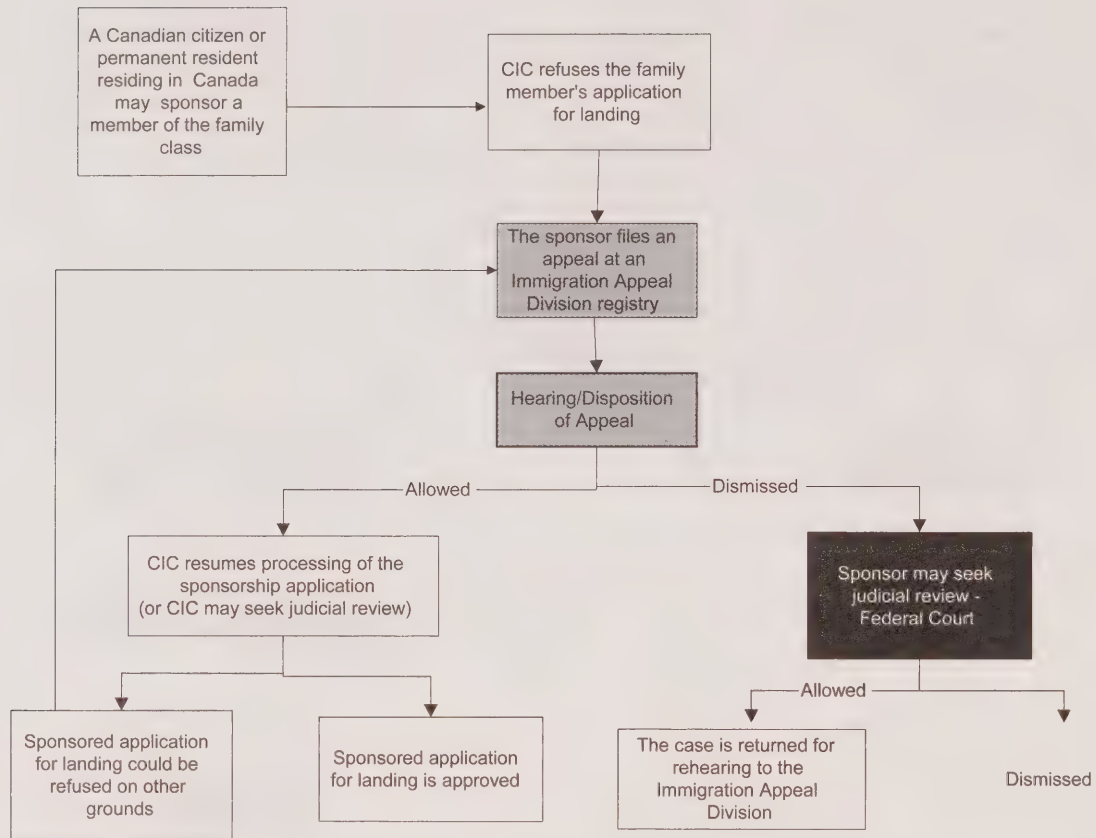 A Canadian citizen or
permanent resident
residing in Canada
may sponsor a
member of the family
class
CIC refuses the family
member's application
for landing
The sponsor files an
appeal at an
Immigration Appeal
Division registry
Hearing/Disposition
of Appeal
Allowed
Dismissed
CIC resumes processing of the
sponsorship application
(or CIC may seek judicial review)
Sponsor may seek
judicial review -
Federal Court
Allowed
Sponsored application
for landing could be
refused on other
grounds
Sponsored application
for landing is approved
The case is returned for
rehearing to the
Immigration Appeal
Division
Dismissed